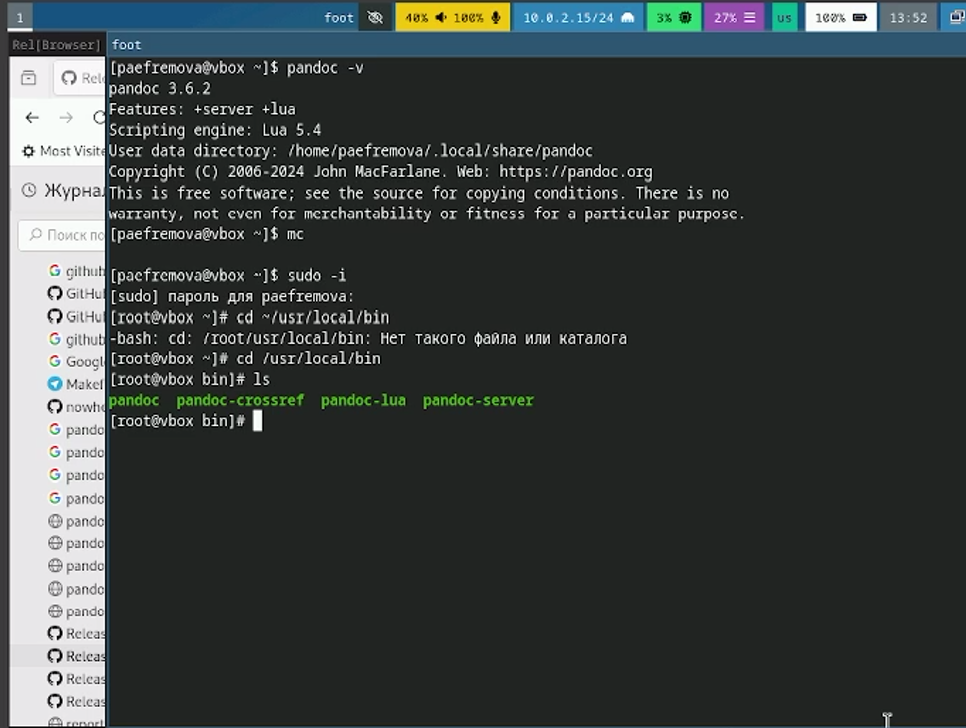 1 foot 40% 100% 10.0.2.15/24 3% 27% us 100% 13:52
Rel[Browser] foot
Most Visite
Журнал
Поиск по
github
GitHu
GitHu
github
Googl
Makef
nowho
pando
pando
pando
pando
pando
pando
pando
pando
pando
Releas
Releas
Releas
Releas
report
[paefremova@vbox ~]$ pandoc -v
pandoc 3.6.2
Features: +server +lua
Scripting engine: Lua 5.4
User data directory: /home/paefremova/.local/share/pandoc
Copyright (C) 2006-2024 John MacFarlane. Web: https://pandoc.org
This is free software; see the source for copying conditions. There is no
warranty, not even for merchantability or fitness for a particular purpose.
[paefremova@vbox ~]$ mc
[paefremova@vbox ~]$ sudo -i
[sudo] пароль для paefremova:
[root@vbox ~]# cd ~/usr/local/bin
-bash: cd: /root/usr/local/bin: Нет такого файла или каталога
[root@vbox ~]# cd /usr/local/bin
[root@vbox bin]# ls
pandoc pandoc-crossref pandoc-lua pandoc-server
[root@vbox bin]#